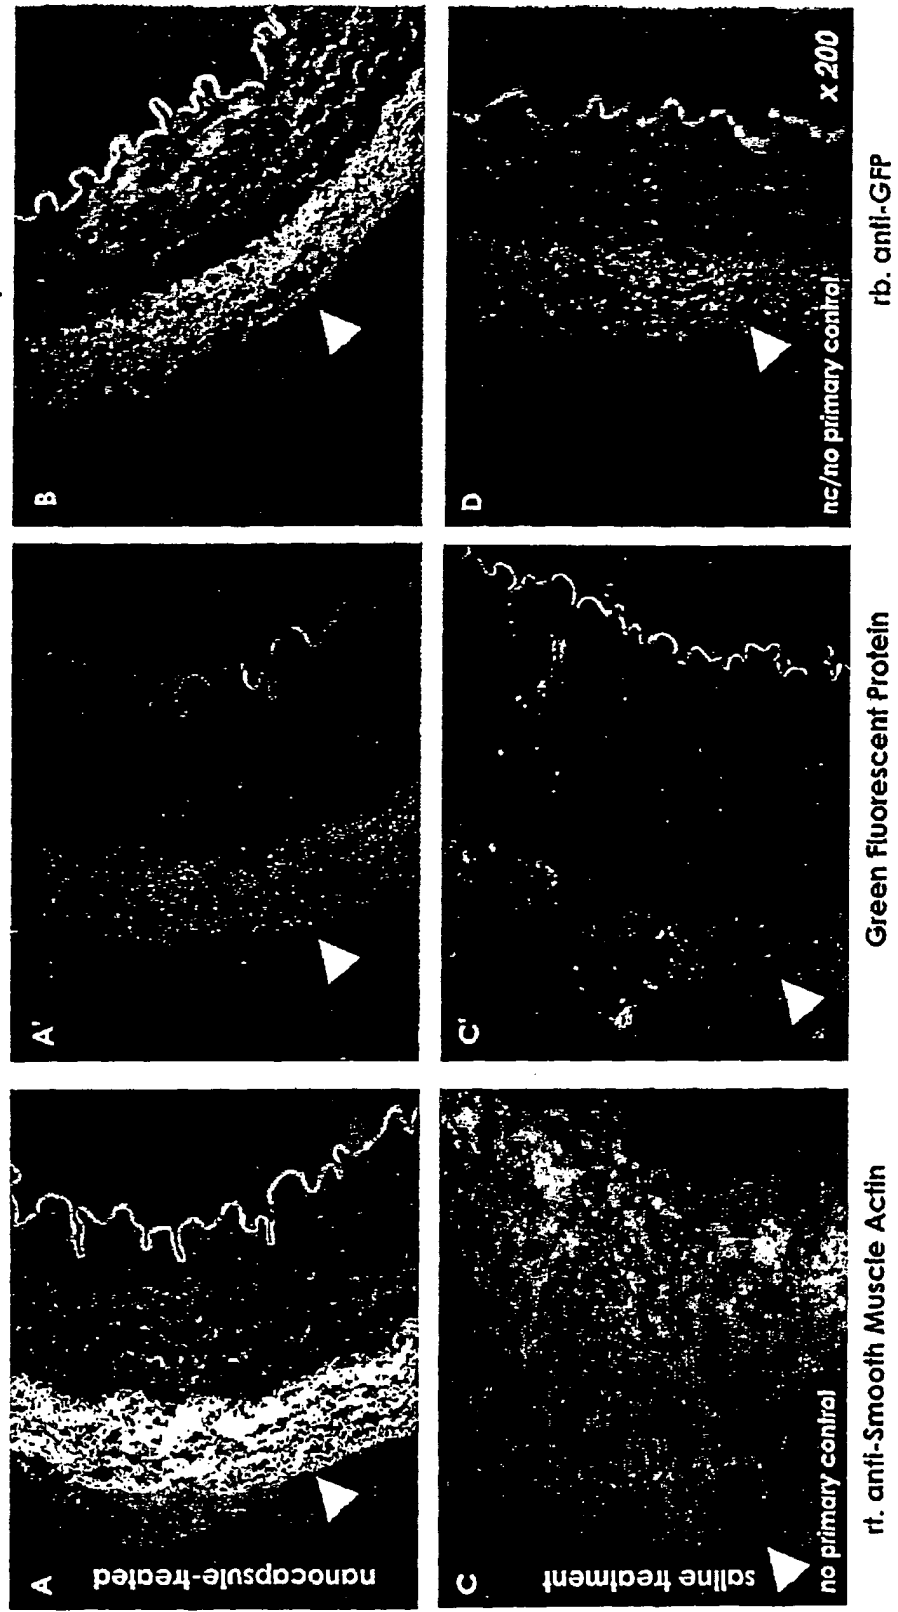 A
nanocapsule-treated
A'
B
C
saline treatment
no primary control
C'
D
nc/no primary control
x 200
rt. anti-Smooth Muscle Actin
Green Fluorescent Protein
rb. anti-GFP